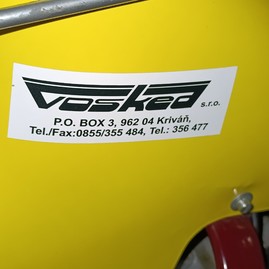 vosked s.r.o.
P.O. BOX 3, 962 04 Kriváň,
Tel./Fax:0855/355 484, Tel.: 356 477